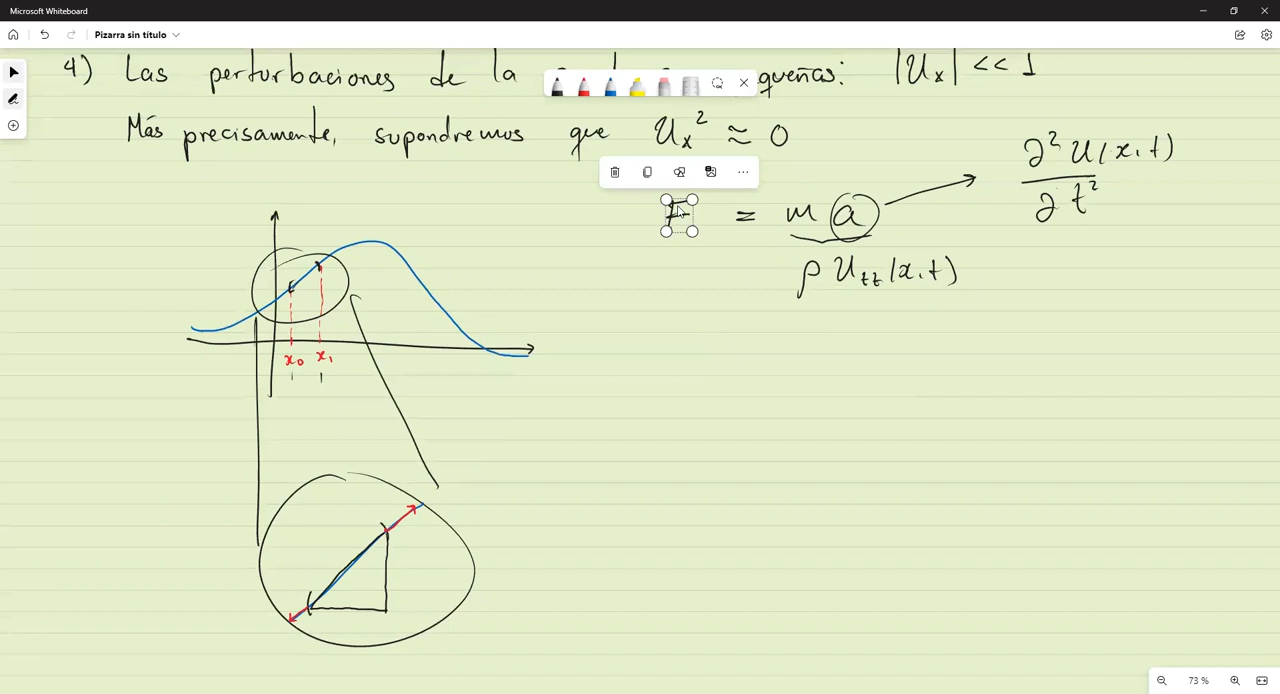 Microsoft Whiteboard
Pizarra sin título
4) Las perturbaciones de la queñas: |Uₓ| << 1
Más precisamente, supondremos que Uₓ² ≈ 0
F = m a
∂² U(x,t)
∂ t²
ρ Uₜₜ(x,t)
x₀ x₁
73 %